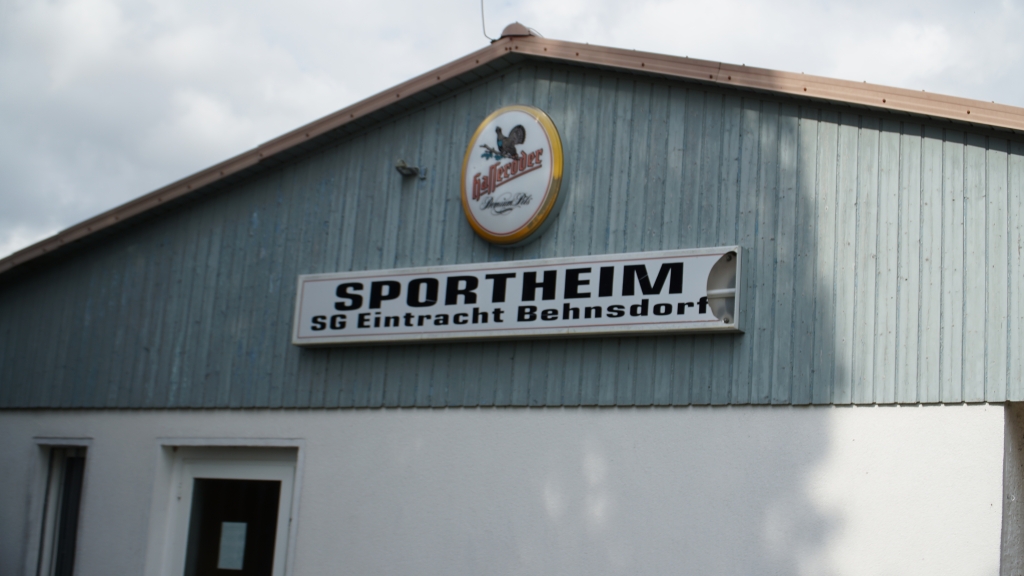 Hasseröder
Premium Pils
SPORTHEIM
SG Eintracht Behnsdorf